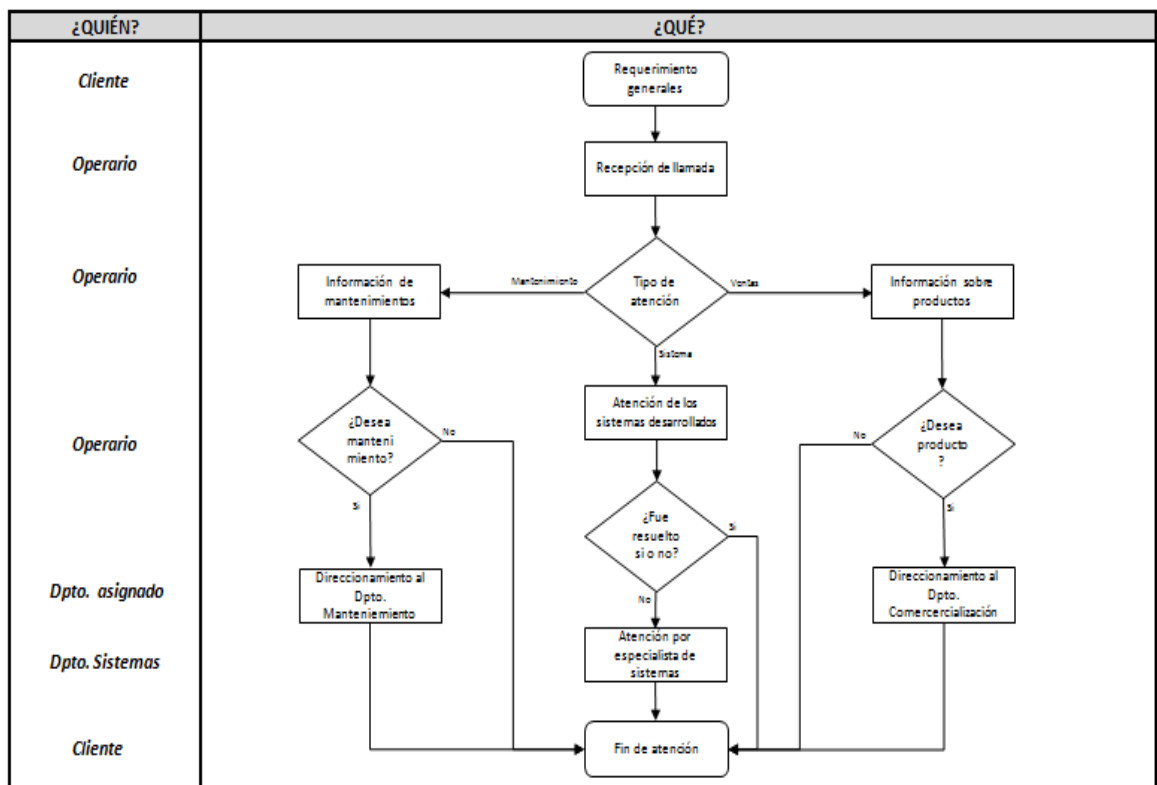 ¿QUIÉN?
¿QUÉ?
Cliente
Requerimiento
generales
Operario
Recepción de llamada
Operario
Información de
mantenimientos
Mantenimiento
Tipo de
atención
Ventas
Información sobre
productos
Sistema
Atención de los
sistemas desarrollados
Operario
¿Desea
manteni
miento?
No
No
¿Desea
producto
?
Si
¿Fue
resuelto
si o no?
Si
Si
Dpto. asignado
Direccionamiento al
Dpto.
Manteniemiento
No
Direccionamiento al
Dpto.
Comercercialización
Dpto. Sistemas
Atención por
especialista de
sistemas
Cliente
Fin de atención